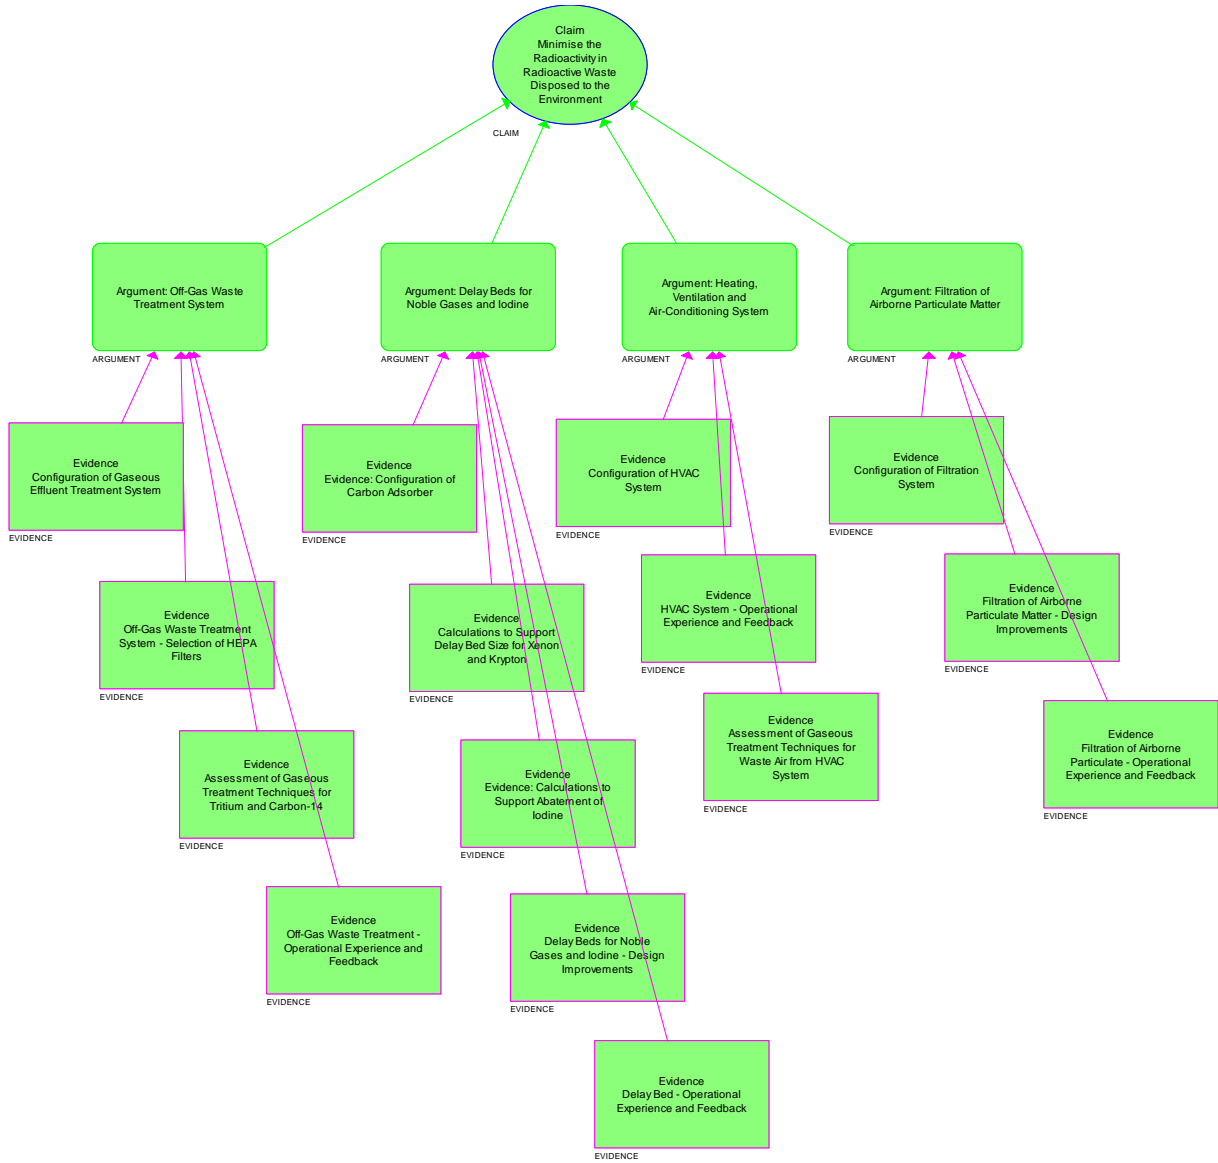 Claim
Minimise the
Radioactivity in
Radioactive Waste
Disposed to the
Environment
CLAIM
Argument: Off-Gas Waste
Treatment System
ARGUMENT
Argument: Delay Beds for
Noble Gases and Iodine
ARGUMENT
Argument: Heating,
Ventilation and
Air-Conditioning System
ARGUMENT
Argument: Filtration of
Airborne Particulate Matter
ARGUMENT
Evidence
Configuration of Gaseous
Effluent Treatment System
EVIDENCE
Evidence
Evidence: Configuration of
Carbon Adsorber
EVIDENCE
Evidence
Configuration of HVAC
System
EVIDENCE
Evidence
Configuration of Filtration
System
EVIDENCE
Evidence
Off-Gas Waste Treatment
System - Selection of HEPA
Filters
EVIDENCE
Evidence
Calculations to Support
Delay Bed Size for Xenon
and Krypton
EVIDENCE
Evidence
HVAC System - Operational
Experience and Feedback
EVIDENCE
Evidence
Filtration of Airborne
Particulate Matter - Design
Improvements
EVIDENCE
Evidence
Assessment of Gaseous
Treatment Techniques for
Tritium and Carbon-14
EVIDENCE
Evidence
Evidence: Calculations to
Support Abatement of
Iodine
EVIDENCE
Evidence
Assessment of Gaseous
Treatment Techniques for
Waste Air from HVAC
System
EVIDENCE
Evidence
Filtration of Airborne
Particulate - Operational
Experience and Feedback
EVIDENCE
Evidence
Off-Gas Waste Treatment -
Operational Experience and
Feedback
EVIDENCE
Evidence
Delay Beds for Noble
Gases and Iodine - Design
Improvements
EVIDENCE
Evidence
Delay Bed - Operational
Experience and Feedback
EVIDENCE